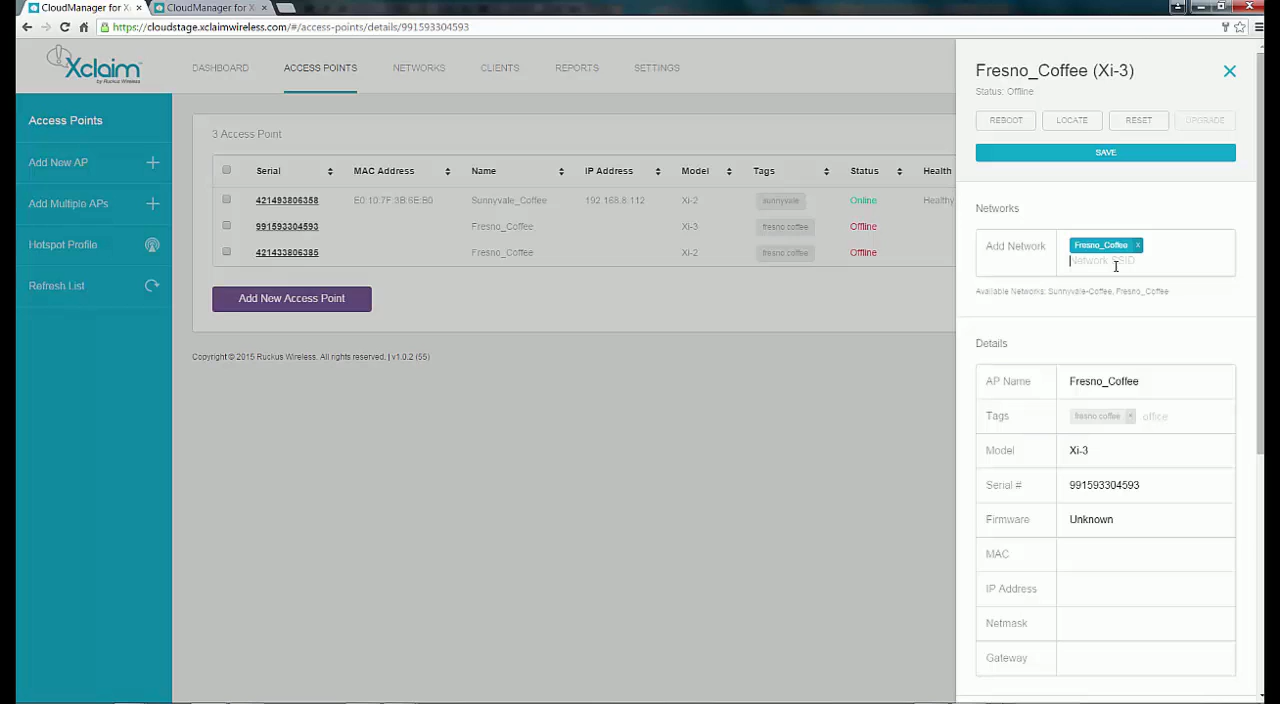 CloudManager for X
CloudManager for X
https://cloudstage.xclaimwireless.com/#/access-points/details/991593304593
Xclaim
by Ruckus Wireless
DASHBOARD
ACCESS POINTS
NETWORKS
CLIENTS
REPORTS
SETTINGS
Access Points
Add New AP
Add Multiple APs
Hotspot Profile
Refresh List
3 Access Point
Serial MAC Address Name IP Address Model Tags Status Health
421493806358 E0:10:7F:3B:6E:B0 Sunnyvale_Coffee 192.168.8.112 Xi-2 sunnyvale Online Healthy
991593304593 Fresno_Coffee Xi-3 fresno coffee Offline
421433806385 Fresno_Coffee Xi-2 fresno coffee Offline
Add New Access Point
Copyright © 2015 Ruckus Wireless. All rights reserved. | v1.0.2 (55)
Fresno_Coffee (Xi-3)
Status: Offline
REBOOT LOCATE RESET UPGRADE
SAVE
Networks
Add Network Fresno_Coffee x
Network SSID
Available Networks: Sunnyvale-Coffee, Fresno_Coffee
Details
AP Name Fresno_Coffee
Tags fresno coffee x office
Model Xi-3
Serial # 991593304593
Firmware Unknown
MAC
IP Address
Netmask
Gateway